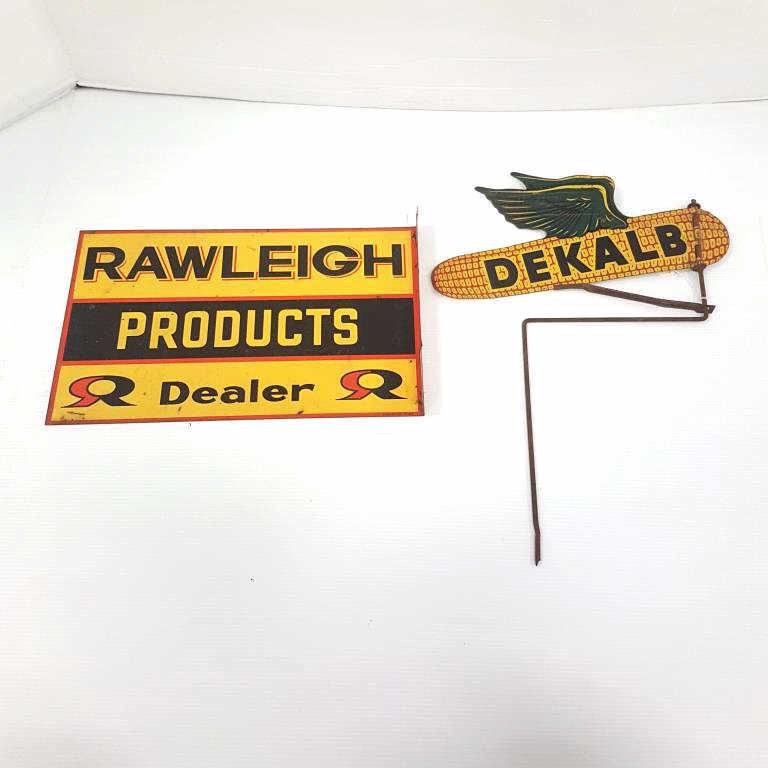 RAWLEIGH
PRODUCTS
Dealer
DEKALB